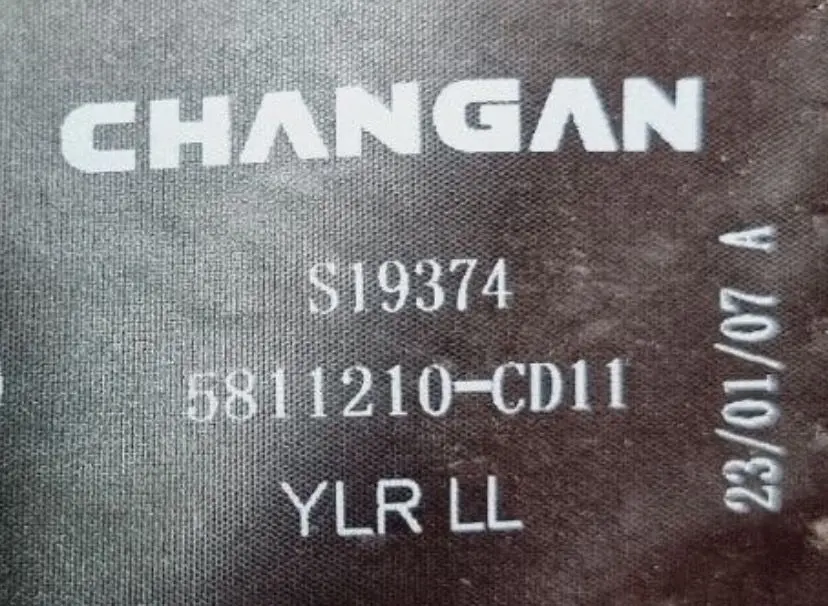 CHANGAN
S19374
5811210-CD11
YLR LL
23/01/07 A